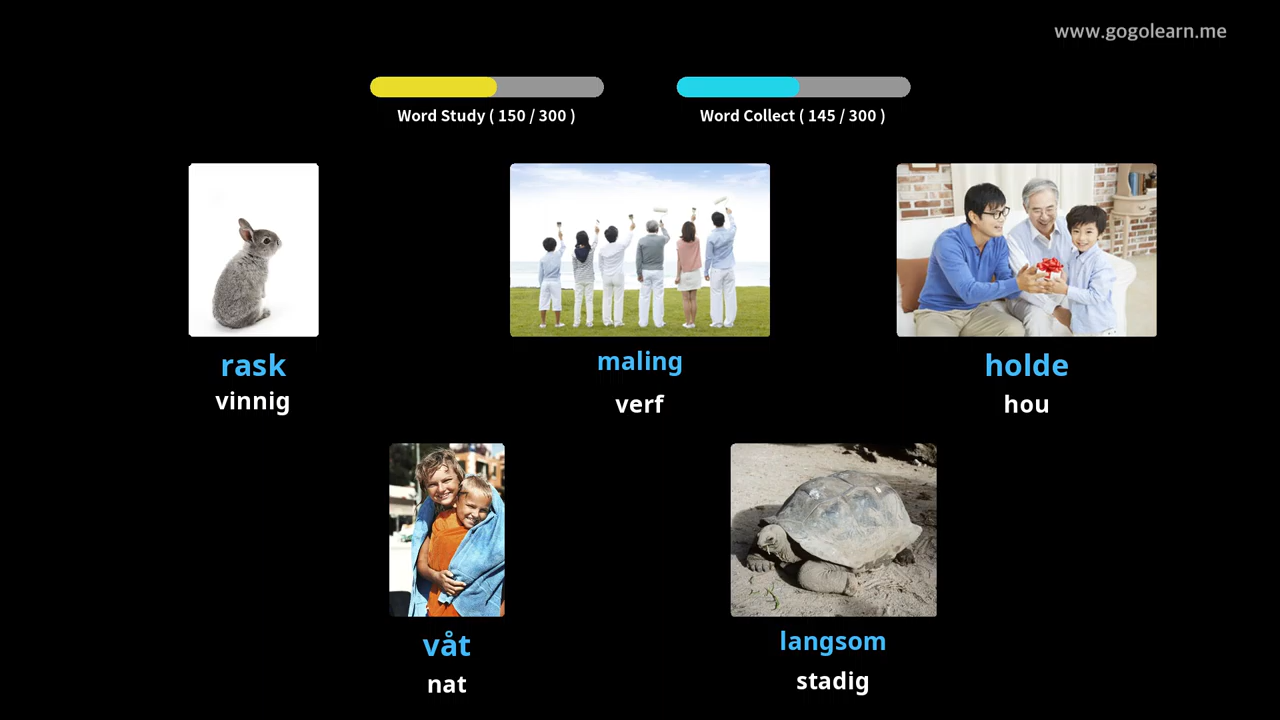 www.gogolearn.me
Word Study ( 150 / 300 )
Word Collect ( 145 / 300 )
rask
vinnig
maling
verf
holde
hou
våt
nat
langsom
stadig